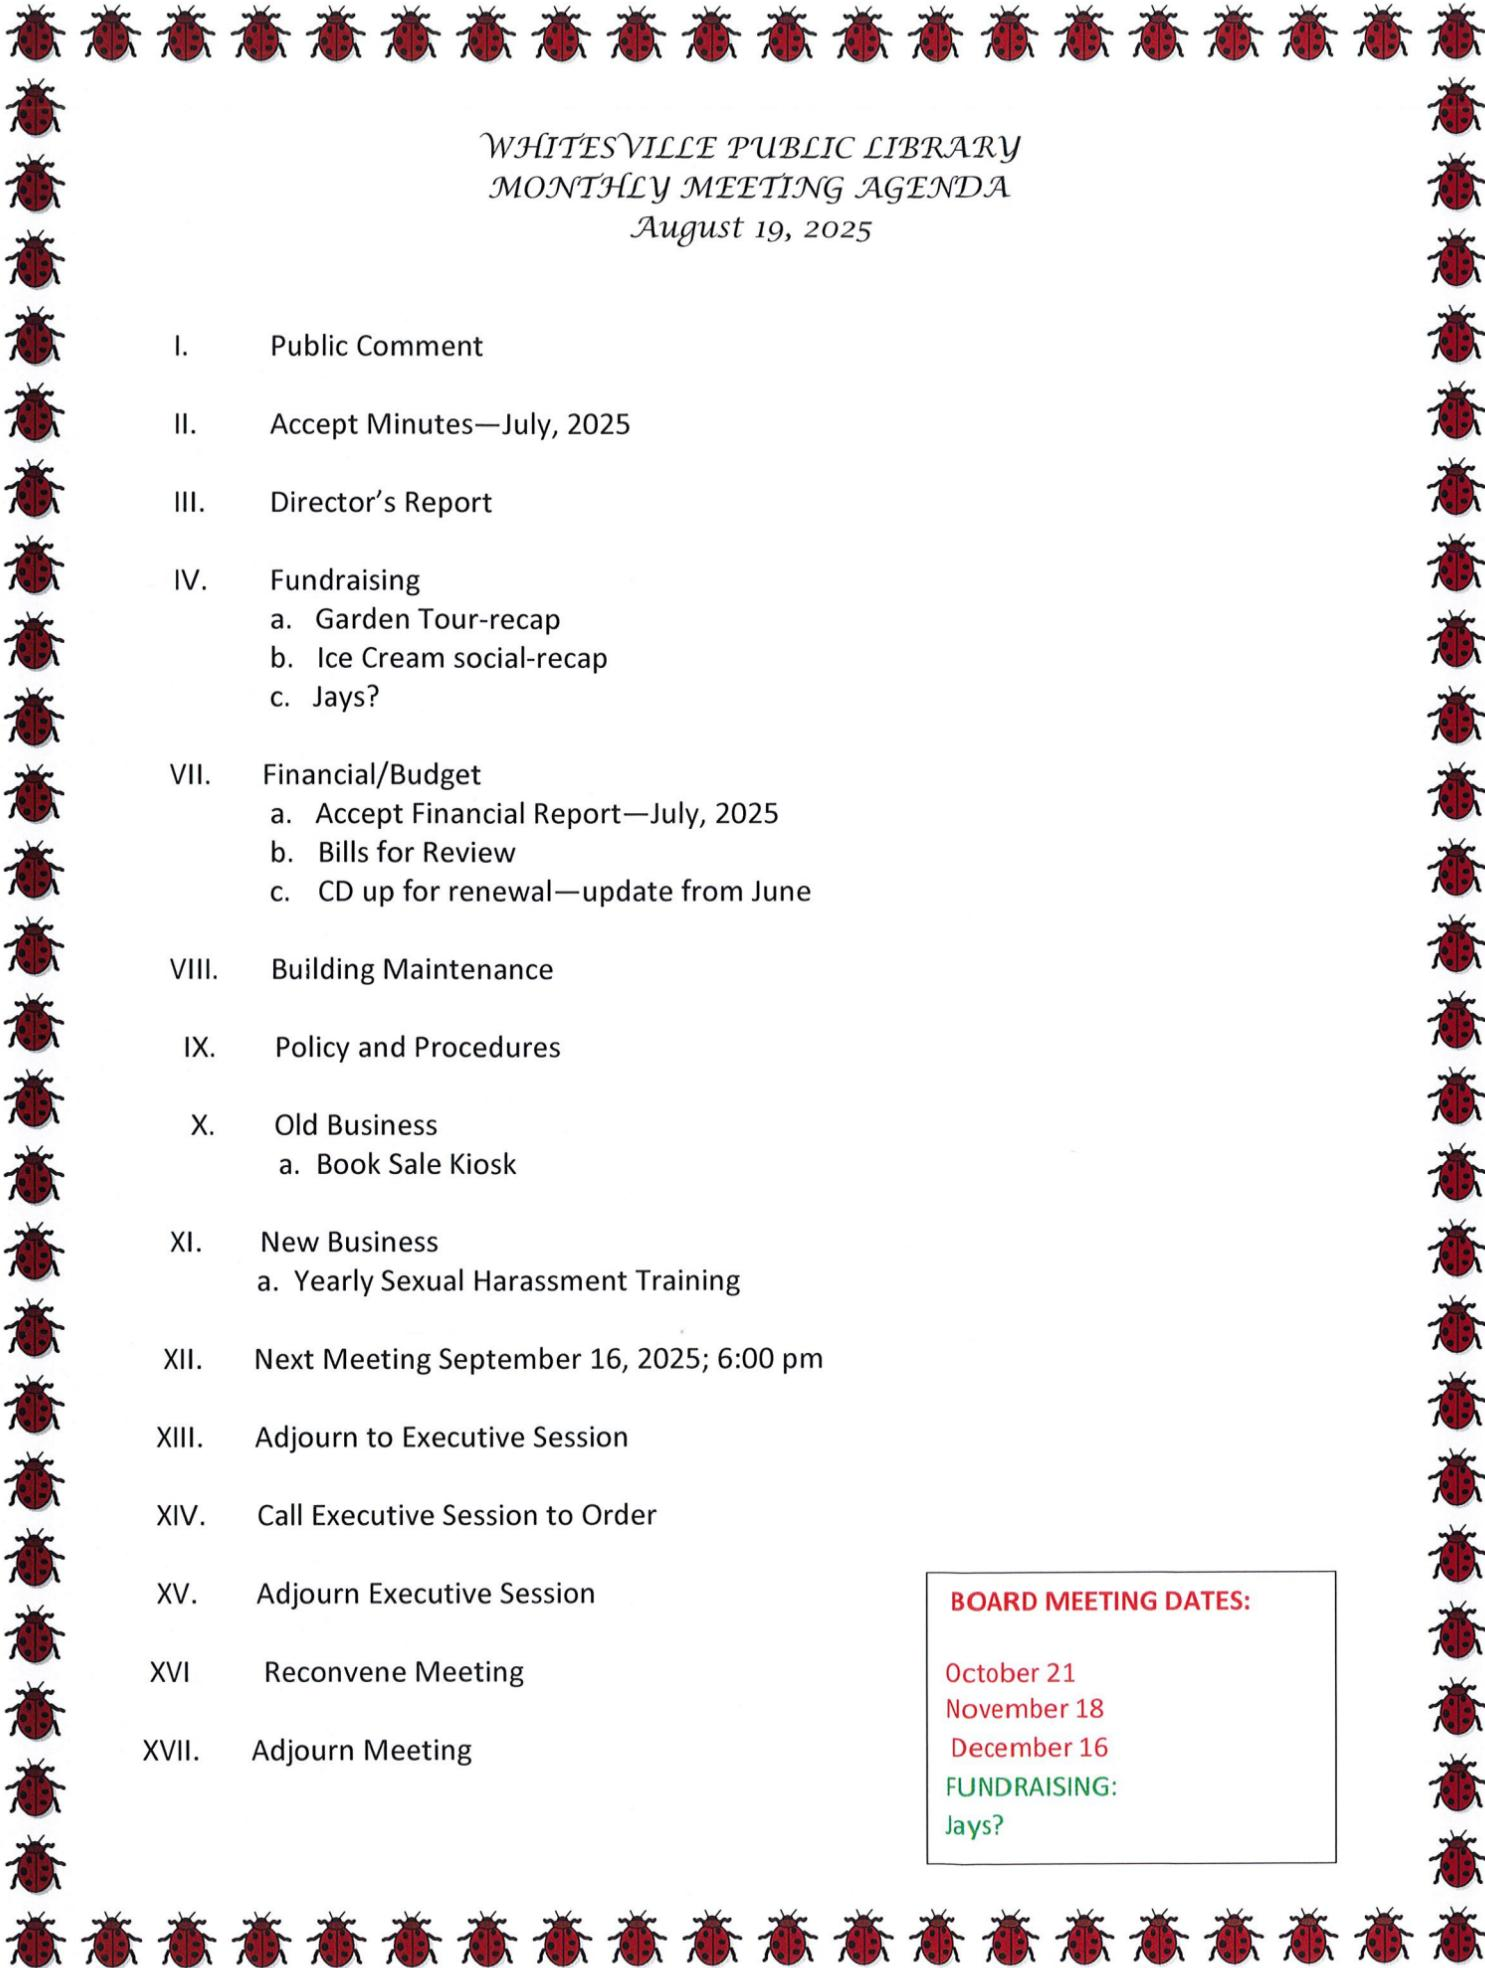 WHITESVILLE PUBLIC LIBRARY
MONTHLY MEETING AGENDA
August 19, 2025
I. Public Comment
II. Accept Minutes—July, 2025
III. Director’s Report
IV. Fundraising
a. Garden Tour-recap
b. Ice Cream social-recap
c. Jays?
VII. Financial/Budget
a. Accept Financial Report—July, 2025
b. Bills for Review
c. CD up for renewal—update from June
VIII. Building Maintenance
IX. Policy and Procedures
X. Old Business
a. Book Sale Kiosk
XI. New Business
a. Yearly Sexual Harassment Training
XII. Next Meeting September 16, 2025; 6:00 pm
XIII. Adjourn to Executive Session
XIV. Call Executive Session to Order
XV. Adjourn Executive Session
XVI Reconvene Meeting
XVII. Adjourn Meeting
BOARD MEETING DATES:
October 21
November 18
December 16
FUNDRAISING:
Jays?